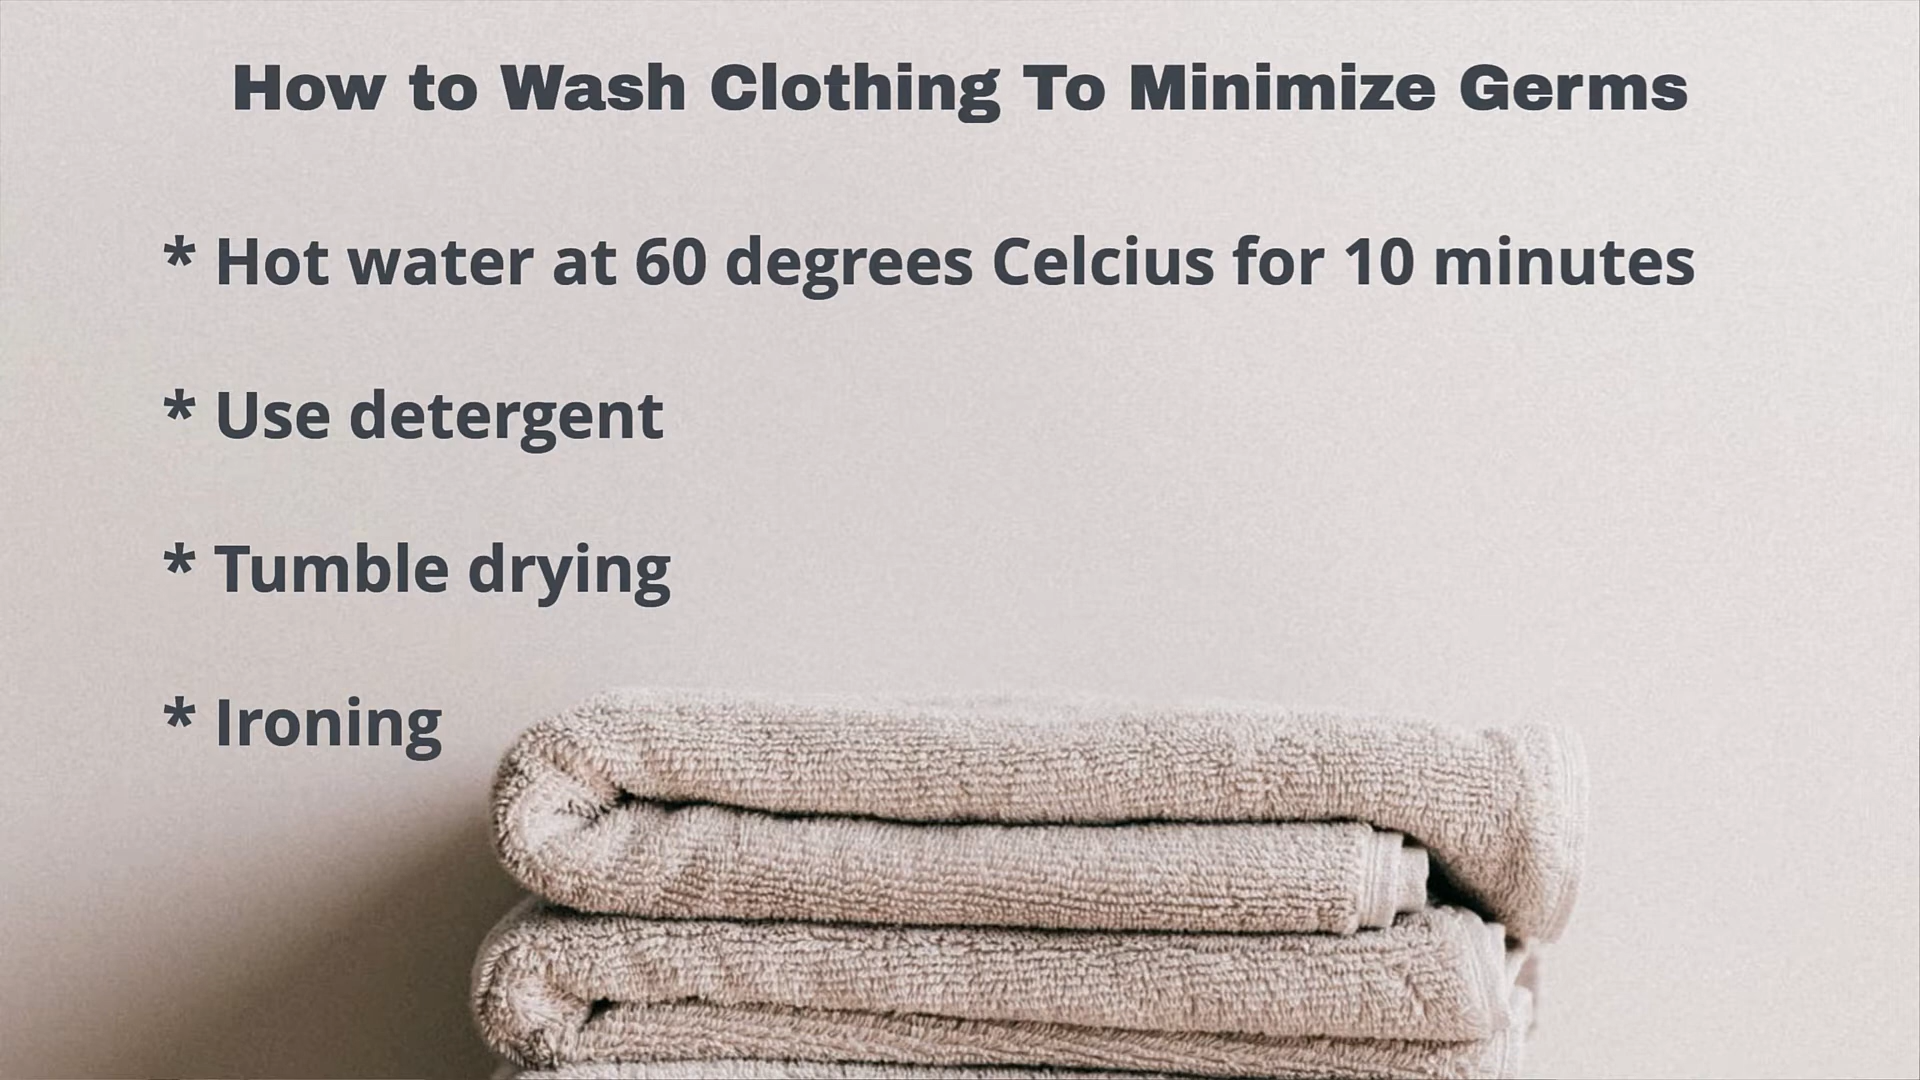 How to Wash Clothing To Minimize Germs
* Hot water at 60 degrees Celcius for 10 minutes
* Use detergent
* Tumble drying
* Ironing